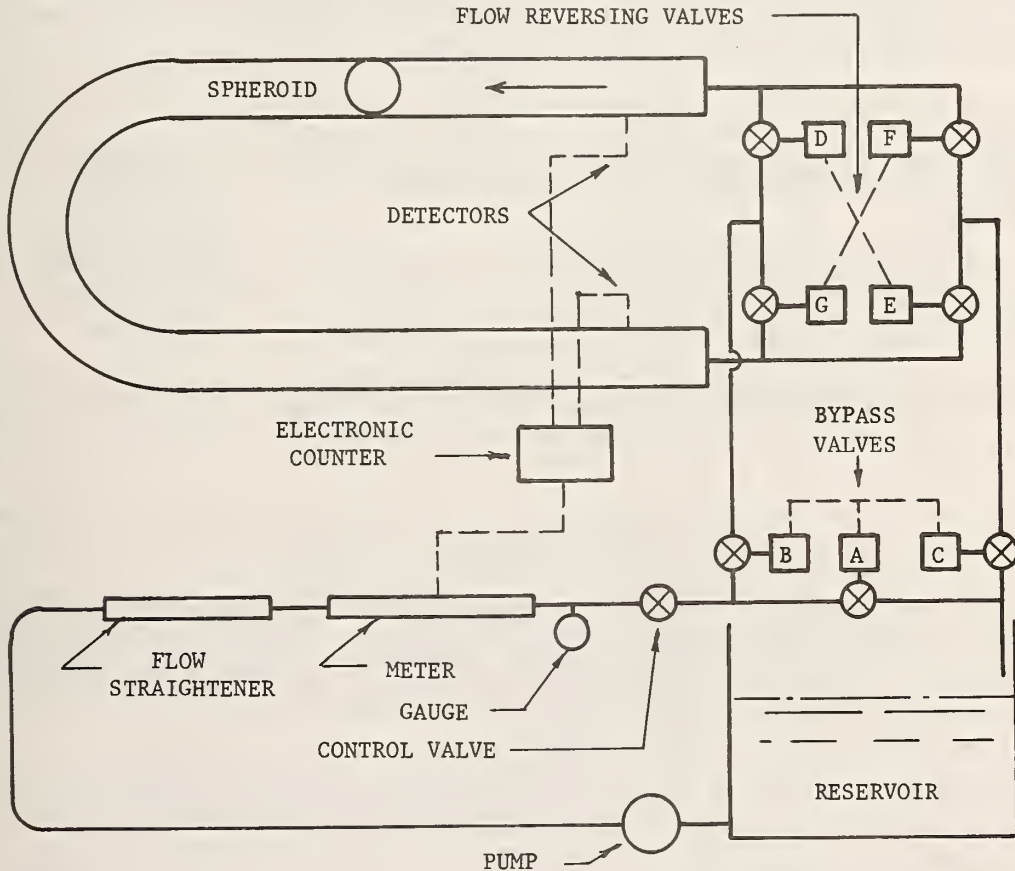 FLOW REVERSING VALVES
SPHEROID
D
F
DETECTORS
G
E
ELECTRONIC
COUNTER
BYPASS
VALVES
B
A
C
FLOW
STRAIGHTENER
METER
GAUGE
CONTROL VALVE
RESERVOIR
PUMP